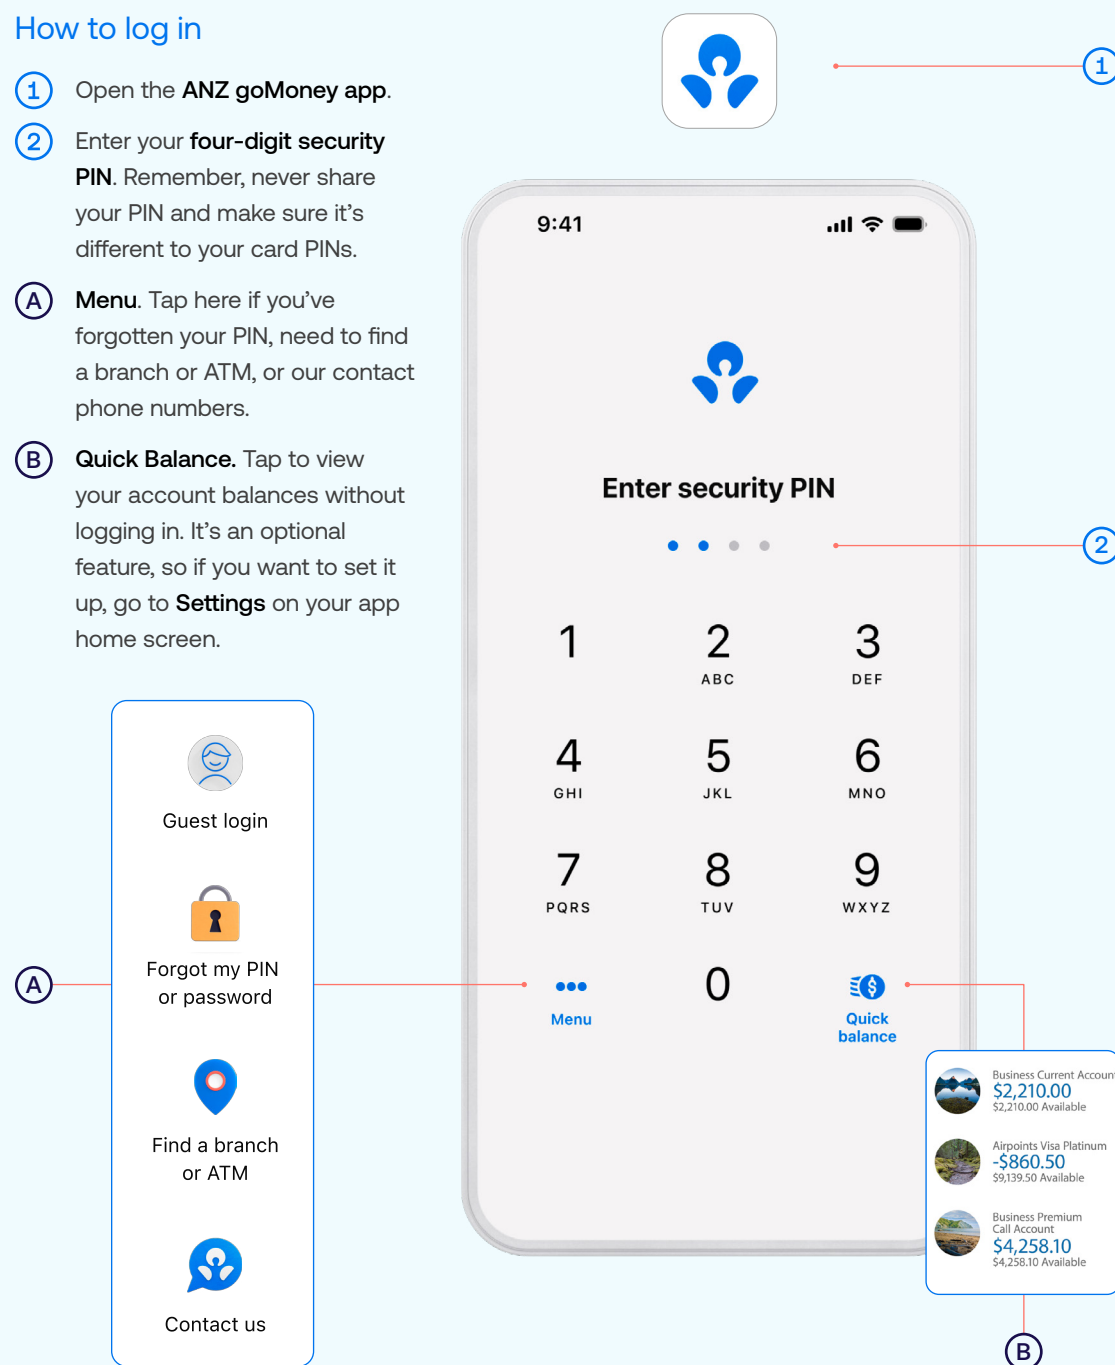 How to log in
1
Open the ANZ goMoney app.
2
Enter your four-digit security
PIN. Remember, never share
your PIN and make sure it's
different to your card PINs.
A
Menu. Tap here if you've
forgotten your PIN, need to find
a branch or ATM, or our contact
phone numbers.
B
Quick Balance. Tap to view
your account balances without
logging in. It's an optional
feature, so if you want to set it
up, go to Settings on your app
home screen.
Guest login
Forgot my PIN
or password
Find a branch
or ATM
Contact us
A
1
9:41
Enter security PIN
2
1
2
ABC
3
DEF
4
GHI
5
JKL
6
MNO
7
PQRS
8
TUV
9
WXYZ
Menu
0
Quick
balance
Business Current Account
$2,210.00
$2,210.00 Available
Airpoints Visa Platinum
-$860.50
$9,139.50 Available
Business Premium
Call Account
$4,258.10
$4,258.10 Available
B